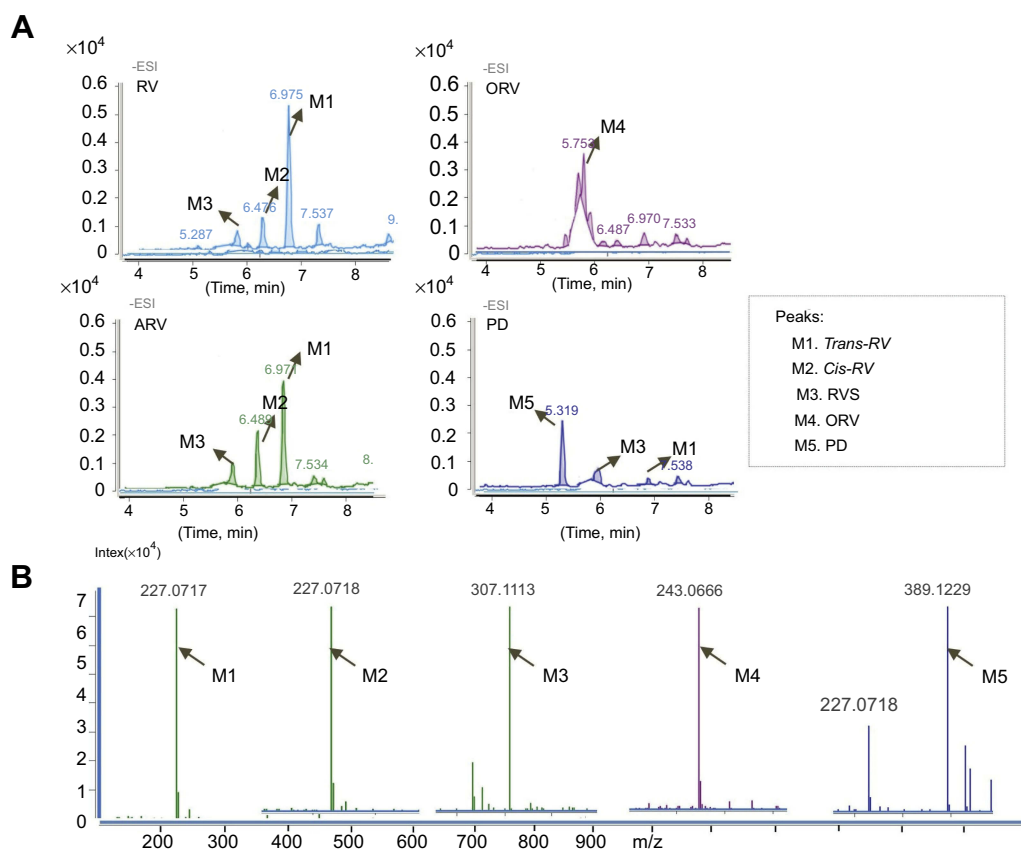 A
×10⁴
-ESI
RV
0.6
0.5
0.4
0.3
0.2
0.1
0
5.287
M3
6.476
M2
6.975
M1
7.537
9.
4 5 6 7 8
(Time, min)
×10⁴
-ESI
ORV
0.6
0.5
0.4
0.3
0.2
0.1
0
5.753
M4
6.487
6.970
7.533
4 5 6 7 8
(Time, min)
×10⁴
-ESI
ARV
0.6
0.5
0.4
0.3
0.2
0.1
0
M3
6.488
M2
6.971
M1
7.534
8.
4 5 6 7 8
(Time, min)
×10⁴
-ESI
PD
0.6
0.5
0.4
0.3
0.2
0.1
0
M5
5.319
M3
M1
7.538
4 5 6 7 8
(Time, min)
Peaks:
M1. Trans-RV
M2. Cis-RV
M3. RVS
M4. ORV
M5. PD
B
Intex(×10⁴)
7
6
5
4
3
2
1
0
227.0717
M1
227.0718
M2
307.1113
M3
243.0666
M4
227.0718
389.1229
M5
200 300 400 500 600 700 800 900 m/z